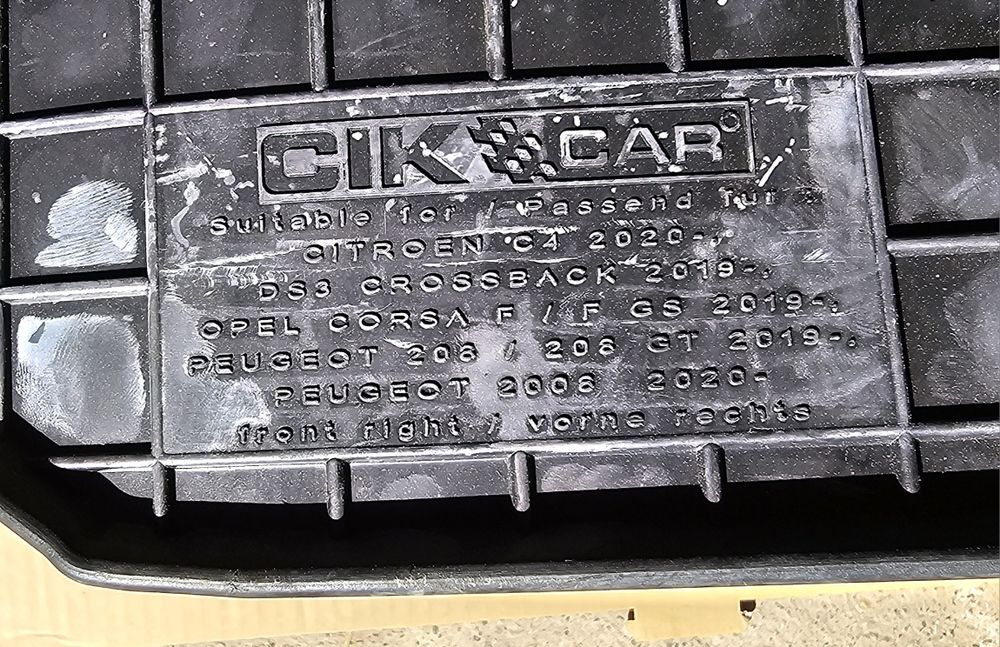 CIK CAR
Suitable for / Passend für :
CITROEN C4 2020-,
DS3 CROSSBACK 2019-,
OPEL CORSA F / F GS 2019-,
PEUGEOT 208 / 208 GT 2019-,
PEUGEOT 2008 2020-
front right / vorne rechts